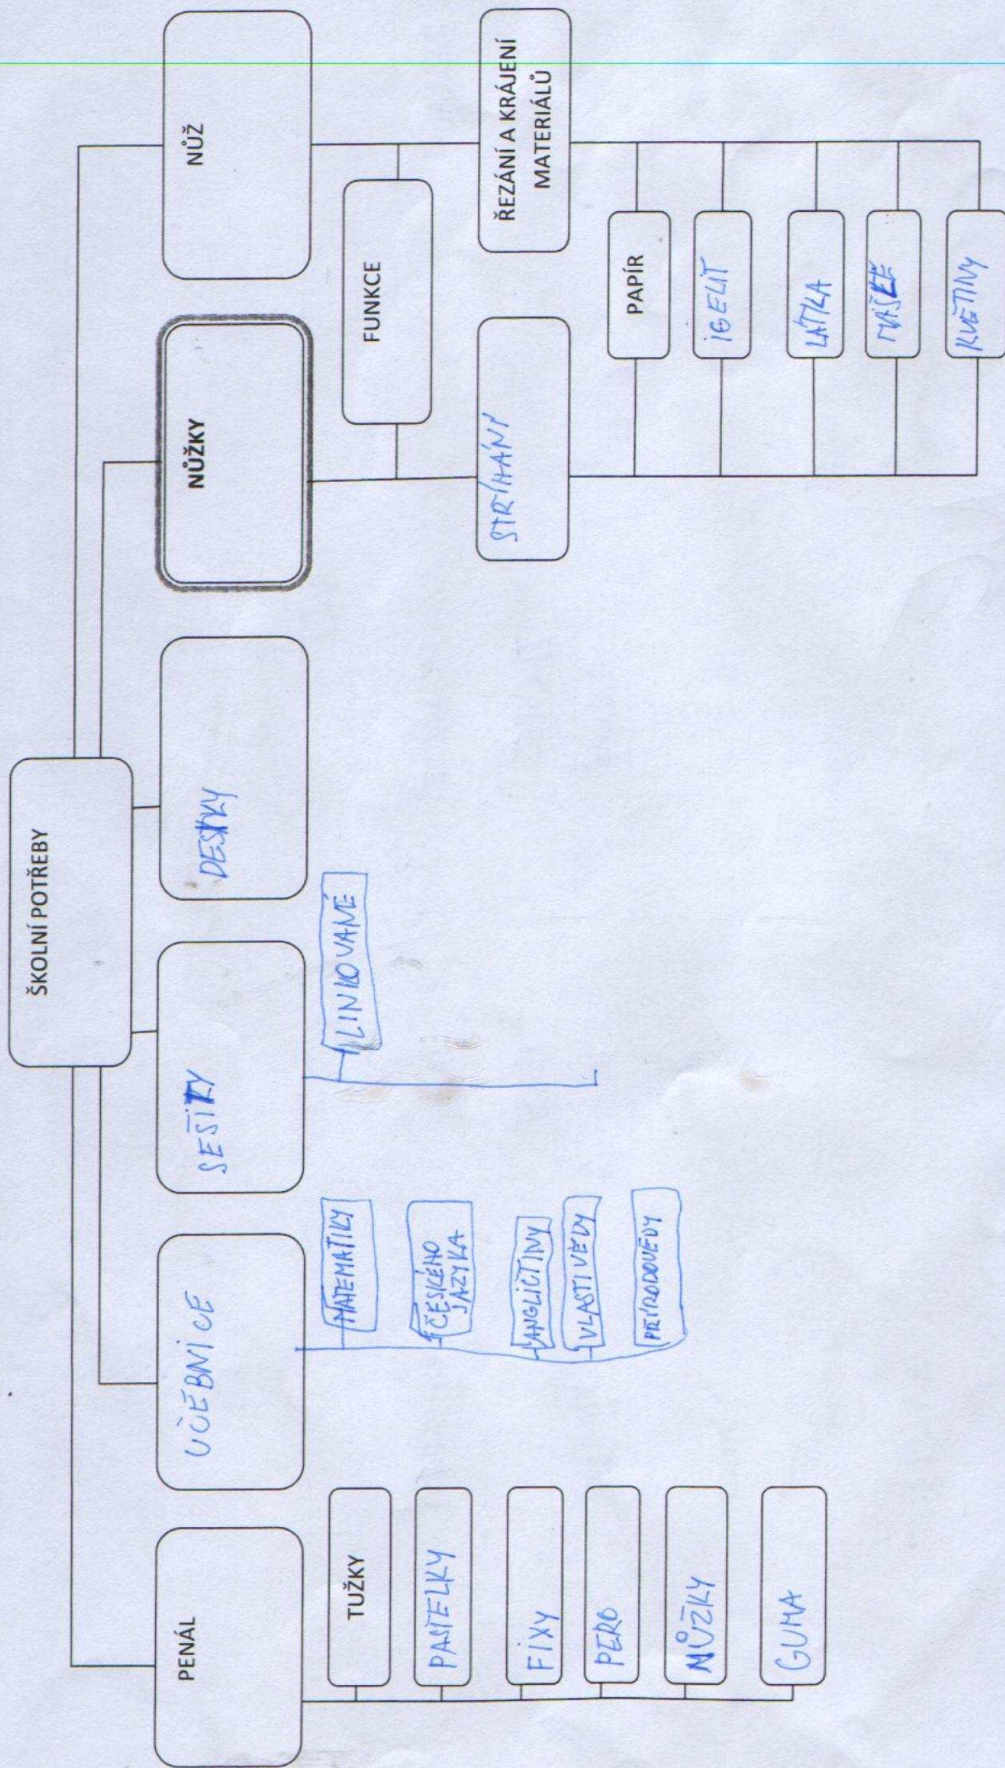 ŠKOLNÍ POTŘEBY
PENÁL
UČEBNICE
SEŠITY
DESKY
NŮŽKY
NŮŽ
TUŽKY
PASTELKY
FIXY
PERO
NŮŽKY
GUMA
MATEMATIKY
ČESKÉHO
JAZYKA
ANGLIČTINY
VLASTIVĚDY
PŘÍRODOVĚDY
LINKOVANÉ
FUNKCE
STŘÍHÁNÍ
ŘEZÁNÍ A KRÁJENÍ
MATERIÁLŮ
PAPÍR
IGELIT
LÁTKA
KVĚTINY